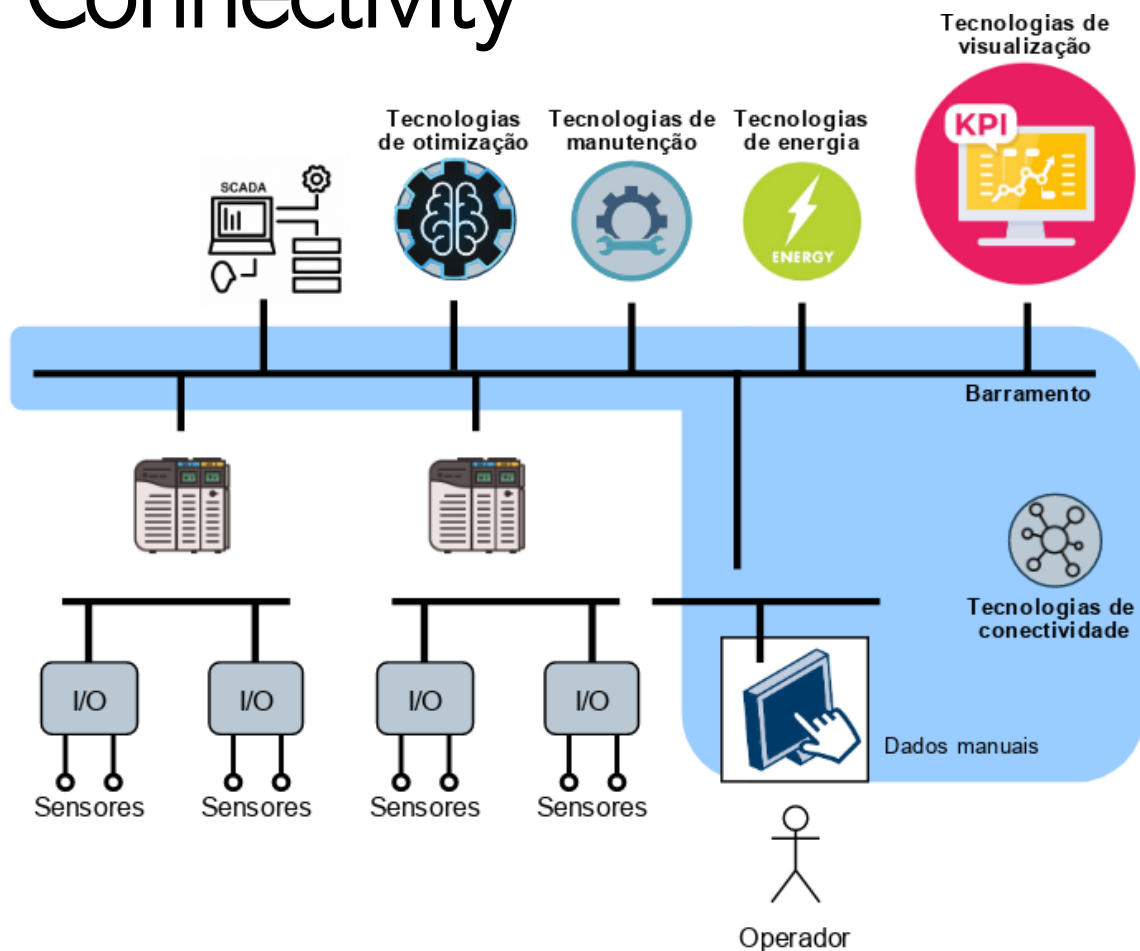 Connectivity
Tecnologias de
visualização
KPI
Tecnologias
de otimização
Tecnologias de
manutenção
Tecnologias
de energia
SCADA
ENERGY
Barramento
Tecnologias de
conectividade
I/O
I/O
I/O
I/O
Dados manuais
Sensores
Sensores
Sensores
Sensores
Operador